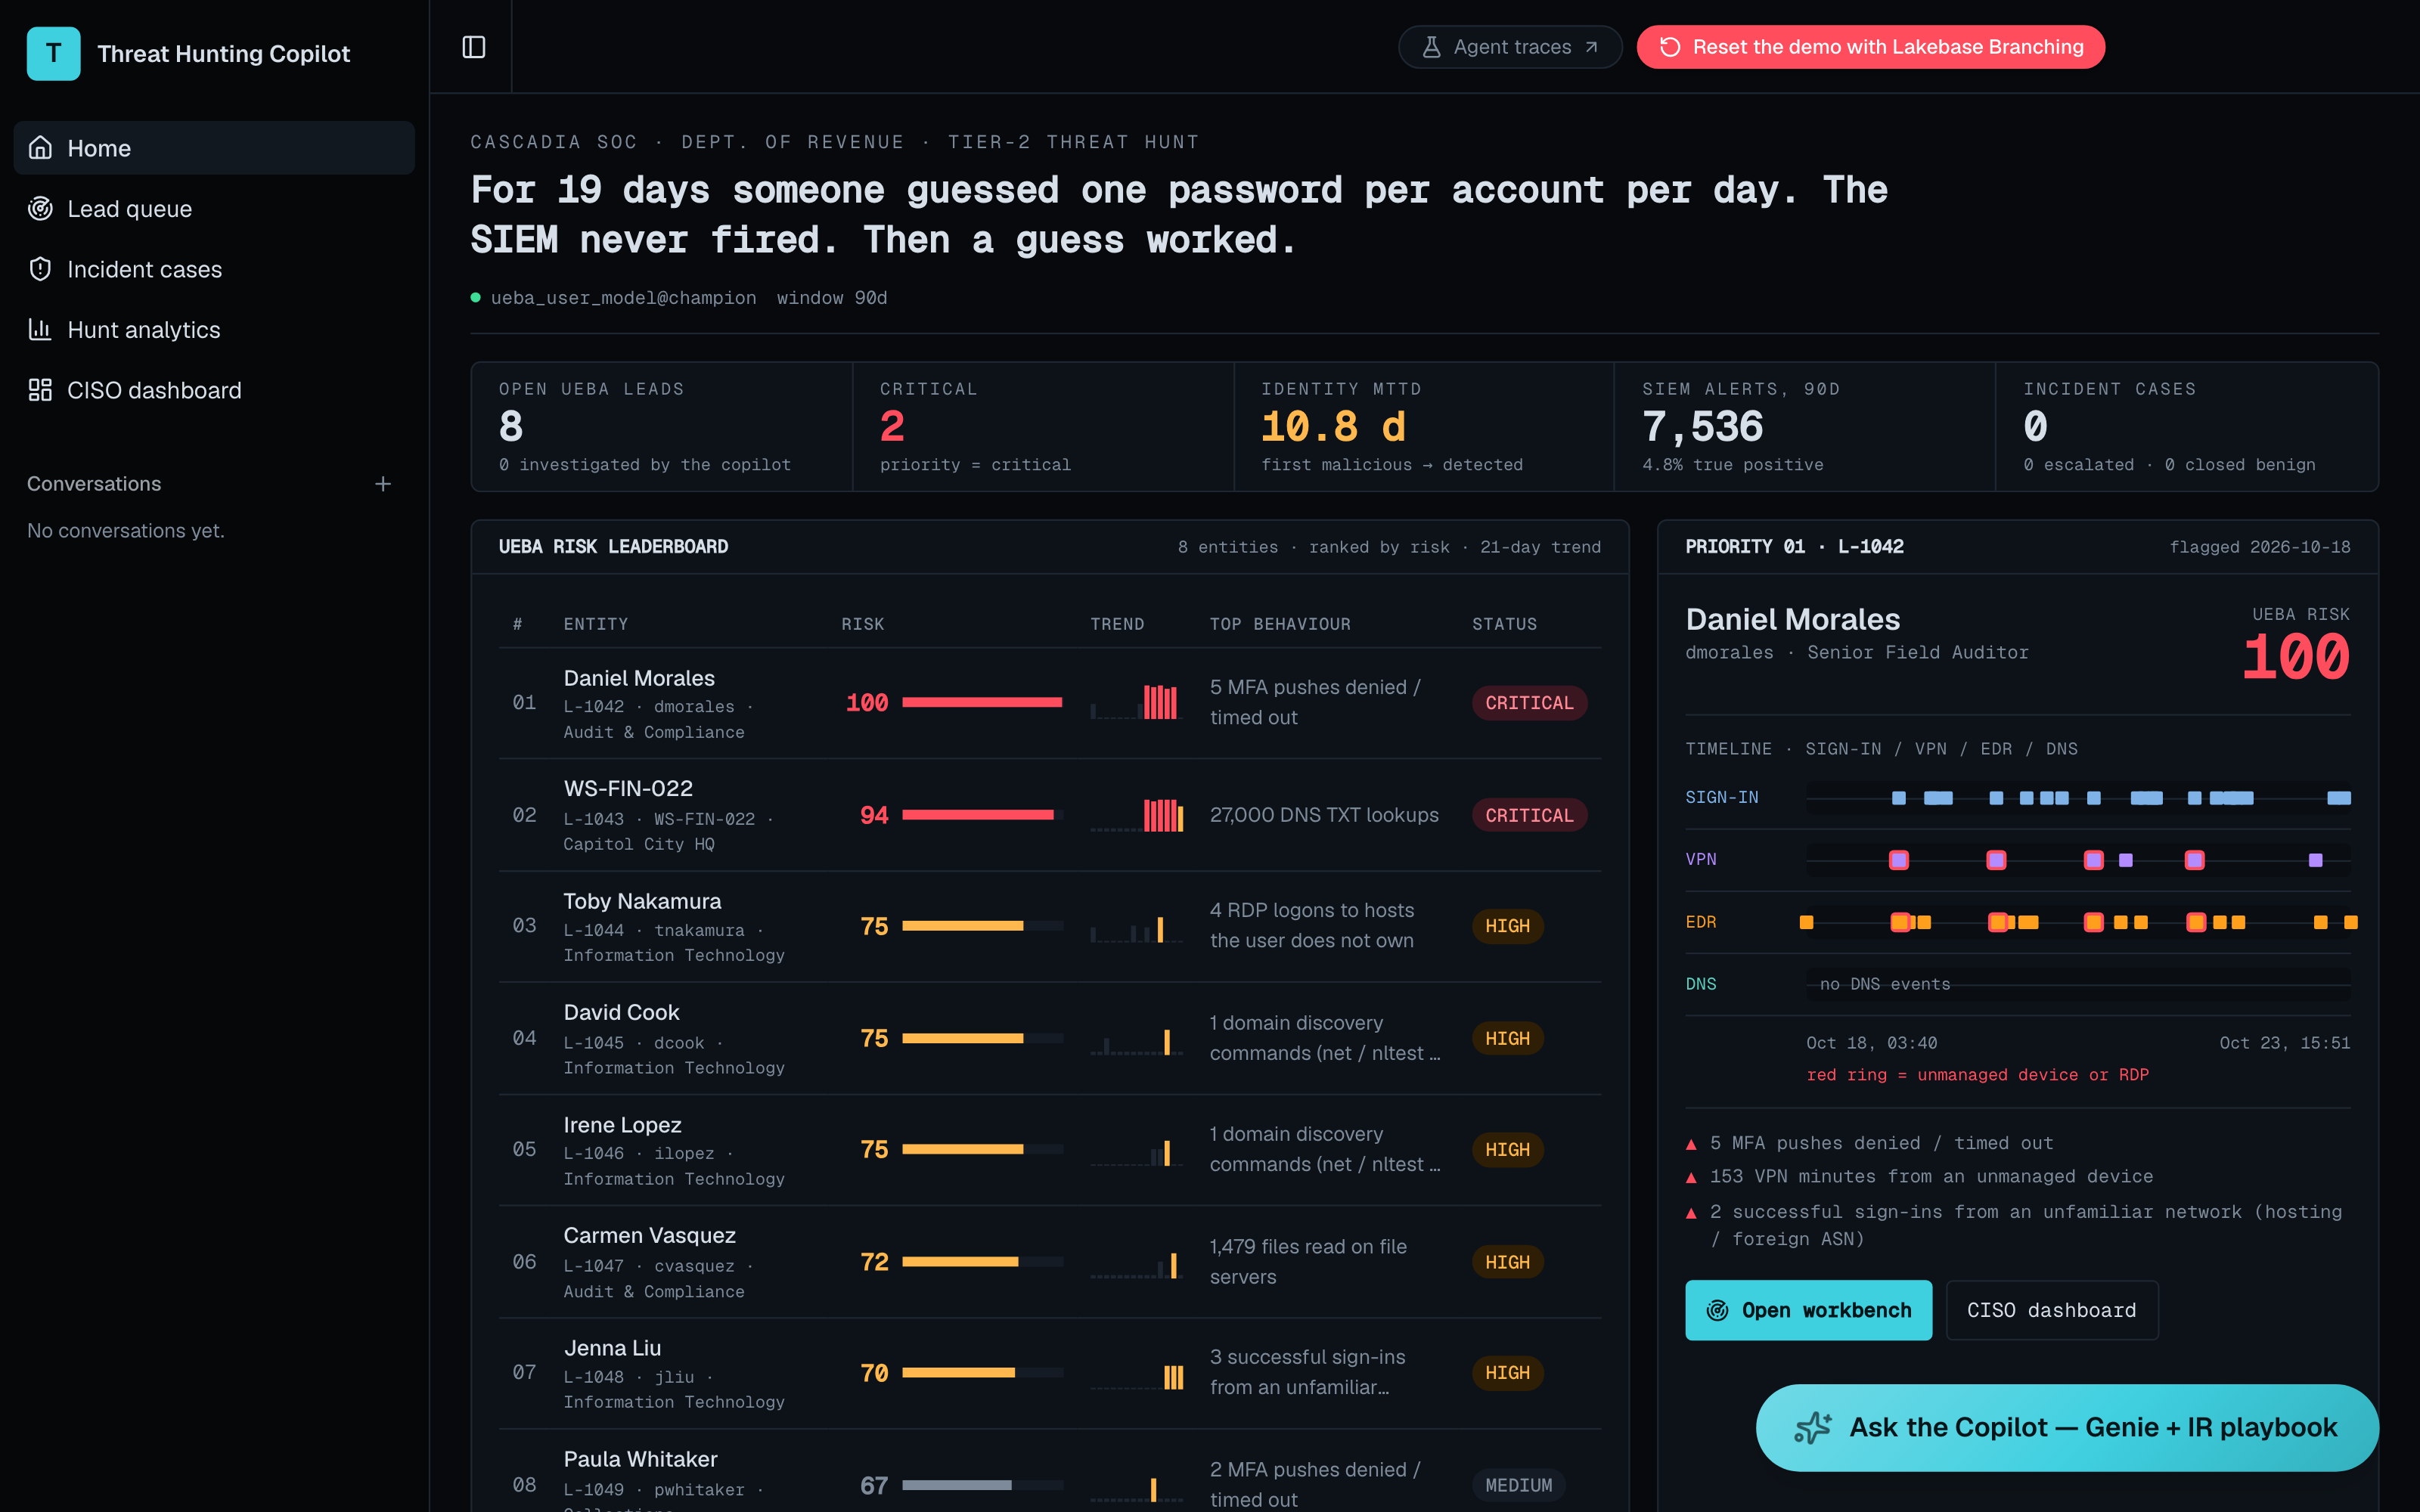 T
Threat Hunting Copilot
Home
Lead queue
Incident cases
Hunt analytics
CISO dashboard
Conversations
No conversations yet.
Agent traces
Reset the demo with Lakebase Branching
CASCADIA SOC · DEPT. OF REVENUE · TIER-2 THREAT HUNT
For 19 days someone guessed one password per account per day. The
SIEM never fired. Then a guess worked.
ueba_user_model@champion window 90d
OPEN UEBA LEADS
8
0 investigated by the copilot
CRITICAL
2
priority = critical
IDENTITY MTTD
10.8 d
first malicious → detected
SIEM ALERTS, 90D
7,536
4.8% true positive
INCIDENT CASES
0
0 escalated · 0 closed benign
UEBA RISK LEADERBOARD
8 entities · ranked by risk · 21-day trend
# ENTITY RISK TREND TOP BEHAVIOUR STATUS
01
Daniel Morales
L-1042 · dmorales ·
Audit & Compliance
100
5 MFA pushes denied /
timed out
CRITICAL
02
WS-FIN-022
L-1043 · WS-FIN-022 ·
Capitol City HQ
94
27,000 DNS TXT lookups
CRITICAL
03
Toby Nakamura
L-1044 · tnakamura ·
Information Technology
75
4 RDP logons to hosts
the user does not own
HIGH
04
David Cook
L-1045 · dcook ·
Information Technology
75
1 domain discovery
commands (net / nltest …
HIGH
05
Irene Lopez
L-1046 · ilopez ·
Information Technology
75
1 domain discovery
commands (net / nltest …
HIGH
06
Carmen Vasquez
L-1047 · cvasquez ·
Audit & Compliance
72
1,479 files read on file
servers
HIGH
07
Jenna Liu
L-1048 · jliu ·
Information Technology
70
3 successful sign-ins
from an unfamiliar…
HIGH
08
Paula Whitaker
L-1049 · pwhitaker ·
67
2 MFA pushes denied /
timed out
MEDIUM
PRIORITY 01 · L-1042
flagged 2026-10-18
Daniel Morales
dmorales · Senior Field Auditor
UEBA RISK
100
TIMELINE · SIGN-IN / VPN / EDR / DNS
SIGN-IN
VPN
EDR
DNS
no DNS events
Oct 18, 03:40
Oct 23, 15:51
red ring = unmanaged device or RDP
▲ 5 MFA pushes denied / timed out
▲ 153 VPN minutes from an unmanaged device
▲ 2 successful sign-ins from an unfamiliar network (hosting
/ foreign ASN)
Open workbench
CISO dashboard
Ask the Copilot — Genie + IR playbook